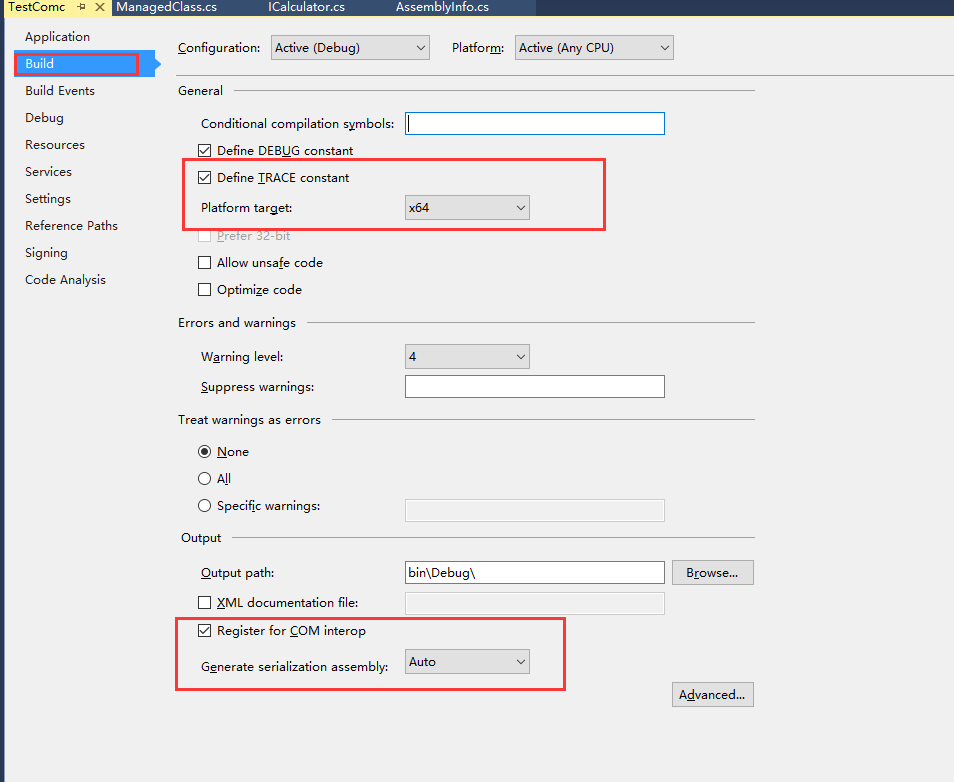 TestComc ManagedClass.cs ICalculator.cs AssemblyInfo.cs
Application
Build
Build Events
Debug
Resources
Services
Settings
Reference Paths
Signing
Code Analysis
Configuration: Active (Debug) Platform: Active (Any CPU)
General
Conditional compilation symbols:
Define DEBUG constant
Define TRACE constant
Platform target: x64
Prefer 32-bit
Allow unsafe code
Optimize code
Errors and warnings
Warning level: 4
Suppress warnings:
Treat warnings as errors
None
All
Specific warnings:
Output
Output path: bin\Debug\ Browse...
XML documentation file:
Register for COM interop
Generate serialization assembly: Auto
Advanced...